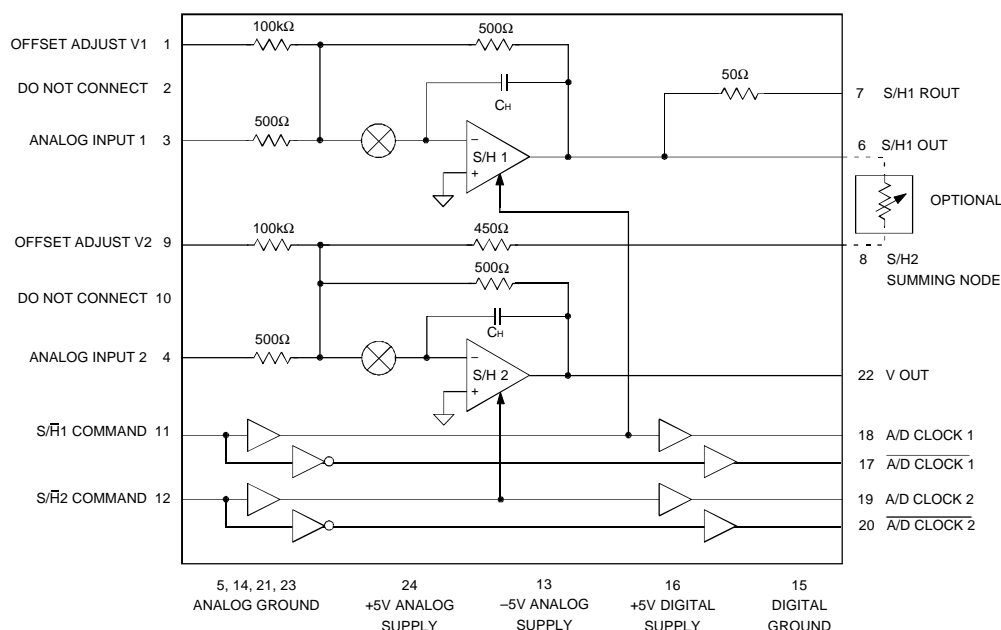 100kΩ 500Ω
OFFSET ADJUST V1 1
50Ω
DO NOT CONNECT 2
7 S/H1 ROUT
CH
500Ω
ANALOG INPUT 1 3
–
S/H 1
+
6 S/H1 OUT
OPTIONAL
100kΩ 450Ω
OFFSET ADJUST V2 9
8 S/H2
SUMMING NODE
500Ω
DO NOT CONNECT 10
CH
500Ω
ANALOG INPUT 2 4
–
S/H 2
+
22 V OUT
S/H̅1 COMMAND 11
18 A/D CLOCK 1
17 A̅/̅D̅ ̅C̅L̅O̅C̅K̅ ̅1̅
S/H̅2 COMMAND 12
19 A/D CLOCK 2
20 A̅/̅D̅ ̅C̅L̅O̅C̅K̅ ̅2̅
5, 14, 21, 23 24 13 16 15
ANALOG GROUND +5V ANALOG –5V ANALOG +5V DIGITAL DIGITAL
SUPPLY SUPPLY SUPPLY GROUND